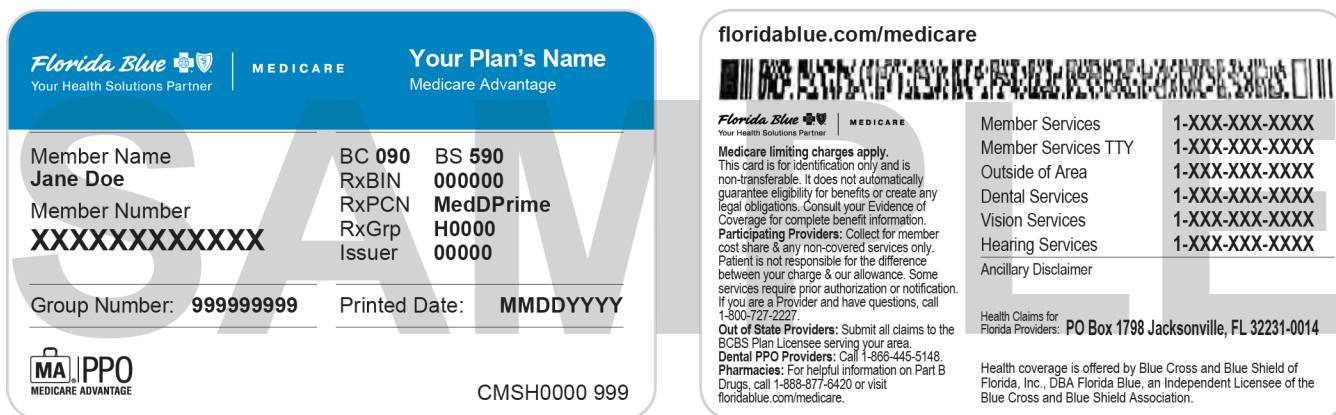 Florida Blue
Your Health Solutions Partner
MEDICARE
Your Plan's Name
Medicare Advantage
Member Name
Jane Doe
Member Number
XXXXXXXXXXXX
BC 090 BS 590
RxBIN 000000
RxPCN MedDPrime
RxGrp H0000
Issuer 00000
Group Number: 999999999
Printed Date: MMDDYYYY
MA PPO
MEDICARE ADVANTAGE
CMSH0000 999
floridablue.com/medicare
Florida Blue
Your Health Solutions Partner
MEDICARE
Medicare limiting charges apply.
This card is for identification only and is
non-transferable. It does not automatically
guarantee eligibility for benefits or create any
legal obligations. Consult your Evidence of
Coverage for complete benefit information.
Participating Providers: Collect for member
cost share & any non-covered services only.
Patient is not responsible for the difference
between your charge & our allowance. Some
services require prior authorization or notification.
If you are a Provider and have questions, call
1-800-727-2227.
Out of State Providers: Submit all claims to the
BCBS Plan Licensee serving your area.
Dental PPO Providers: Call 1-866-445-5148.
Pharmacies: For helpful information on Part B
Drugs, call 1-888-877-6420 or visit
floridablue.com/medicare.
Member Services 1-XXX-XXX-XXXX
Member Services TTY 1-XXX-XXX-XXXX
Outside of Area 1-XXX-XXX-XXXX
Dental Services 1-XXX-XXX-XXXX
Vision Services 1-XXX-XXX-XXXX
Hearing Services 1-XXX-XXX-XXXX
Ancillary Disclaimer
Health Claims for
Florida Providers: PO Box 1798 Jacksonville, FL 32231-0014
Health coverage is offered by Blue Cross and Blue Shield of
Florida, Inc., DBA Florida Blue, an Independent Licensee of the
Blue Cross and Blue Shield Association.
SAMPLE